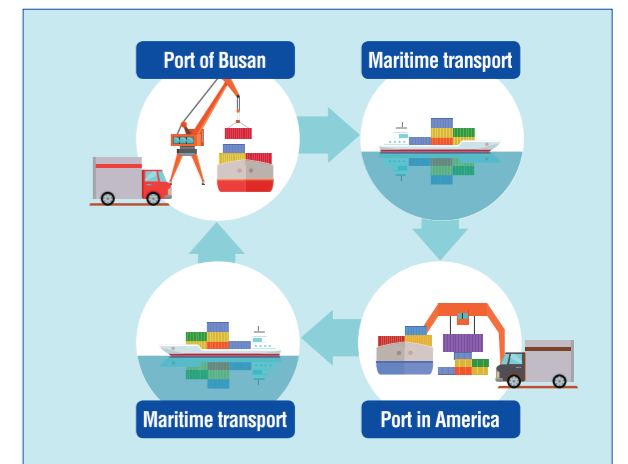 Port of Busan
Maritime transport
Maritime transport
Port in America